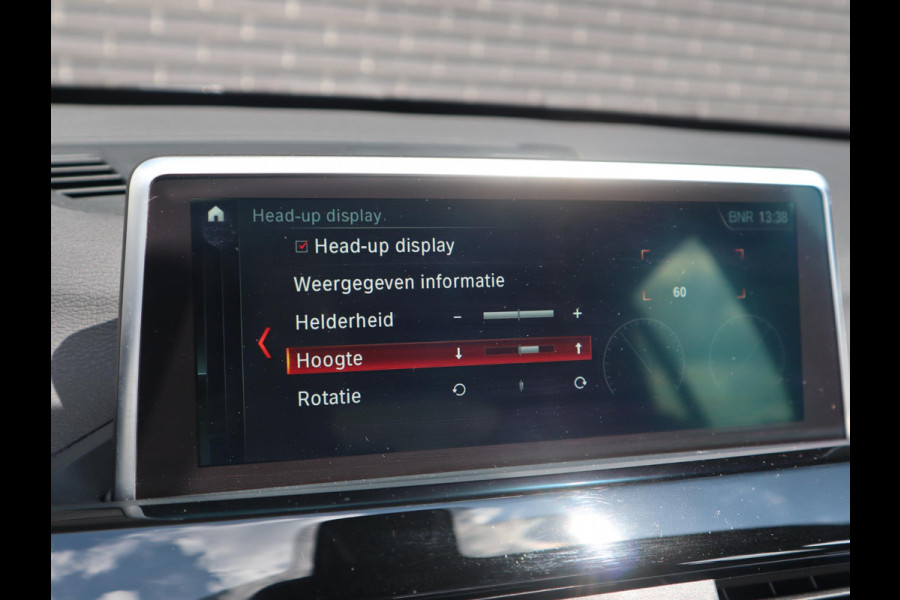 Head-up display
BNR 13:38
Head-up display
Weergegeven informatie
Helderheid - +
Hoogte
Rotatie
60